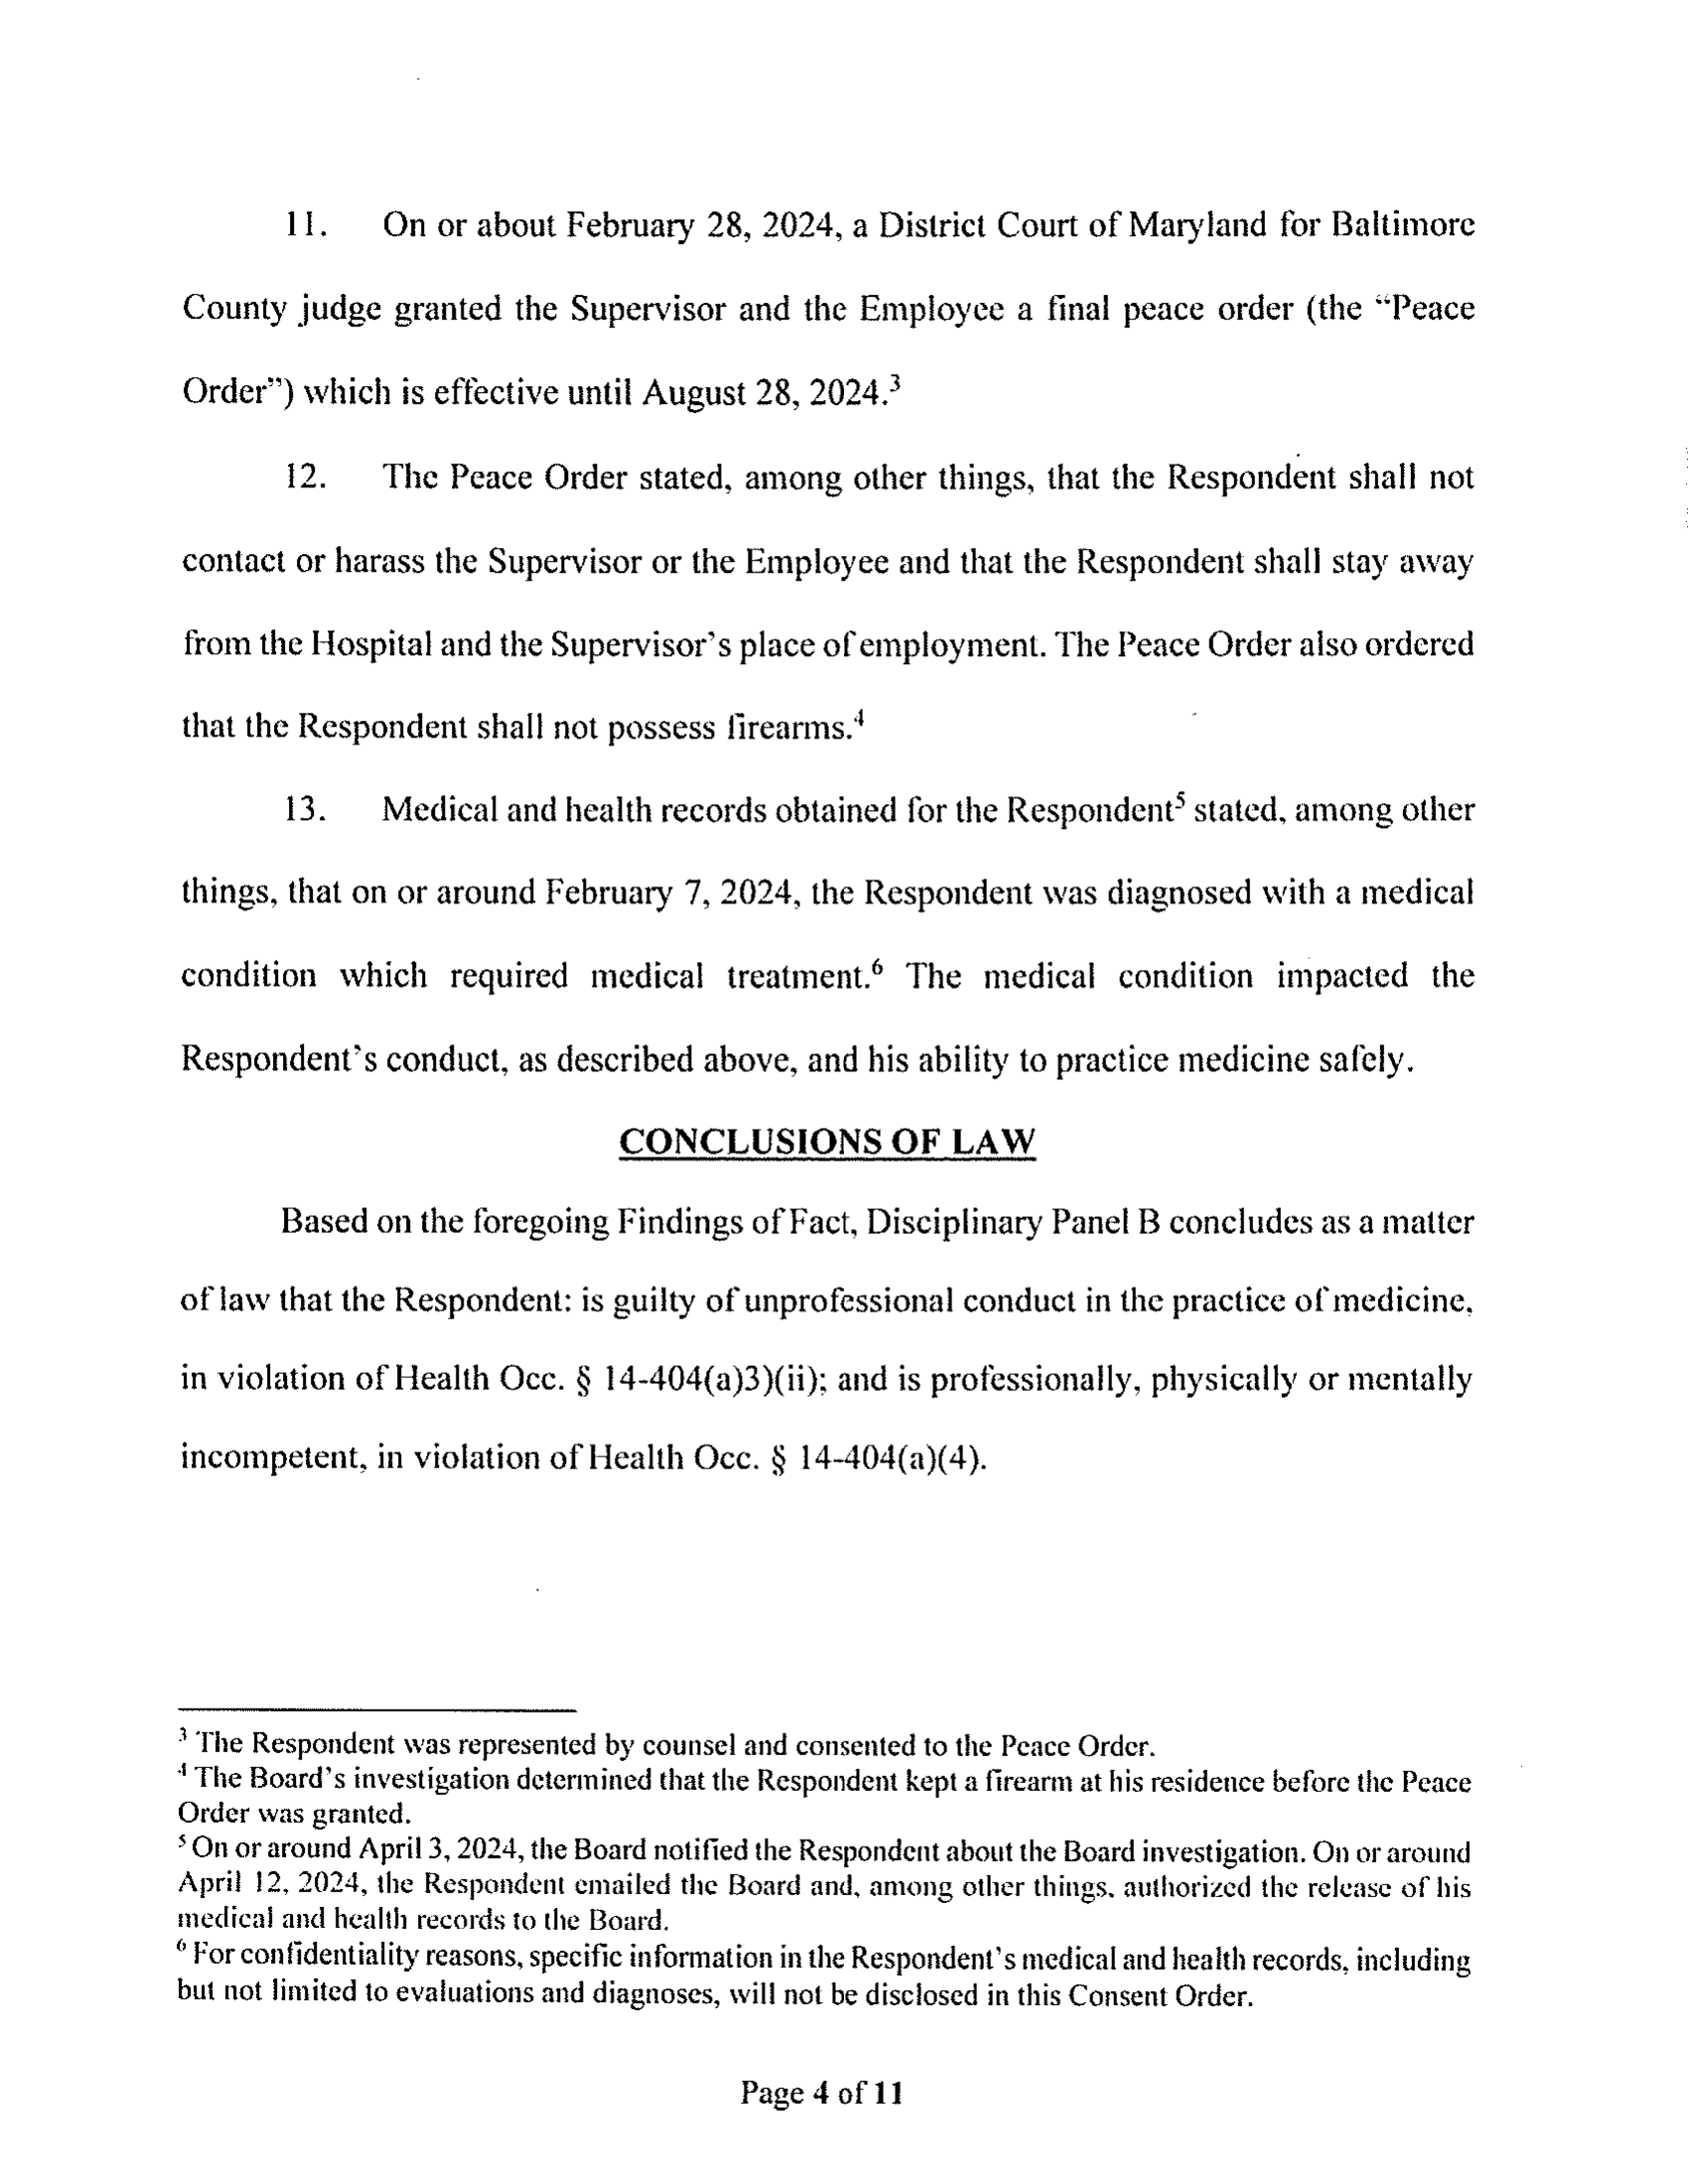 11. On or about February 28, 2024, a District Court of Maryland for Baltimore
County judge granted the Supervisor and the Employee a final peace order (the “Peace
Order”) which is effective until August 28, 2024.³
12. The Peace Order stated, among other things, that the Respondent shall not
contact or harass the Supervisor or the Employee and that the Respondent shall stay away
from the Hospital and the Supervisor’s place of employment. The Peace Order also ordered
that the Respondent shall not possess firearms.⁴
13. Medical and health records obtained for the Respondent⁵ stated, among other
things, that on or around February 7, 2024, the Respondent was diagnosed with a medical
condition which required medical treatment.⁶ The medical condition impacted the
Respondent’s conduct, as described above, and his ability to practice medicine safely.
CONCLUSIONS OF LAW
Based on the foregoing Findings of Fact, Disciplinary Panel B concludes as a matter
of law that the Respondent: is guilty of unprofessional conduct in the practice of medicine,
in violation of Health Occ. § 14-404(a)3)(ii); and is professionally, physically or mentally
incompetent, in violation of Health Occ. § 14-404(a)(4).
³ The Respondent was represented by counsel and consented to the Peace Order.
⁴ The Board’s investigation determined that the Respondent kept a firearm at his residence before the Peace
Order was granted.
⁵ On or around April 3, 2024, the Board notified the Respondent about the Board investigation. On or around
April 12, 2024, the Respondent emailed the Board and, among other things, authorized the release of his
medical and health records to the Board.
⁶ For confidentiality reasons, specific information in the Respondent’s medical and health records, including
but not limited to evaluations and diagnoses, will not be disclosed in this Consent Order.
Page 4 of 11